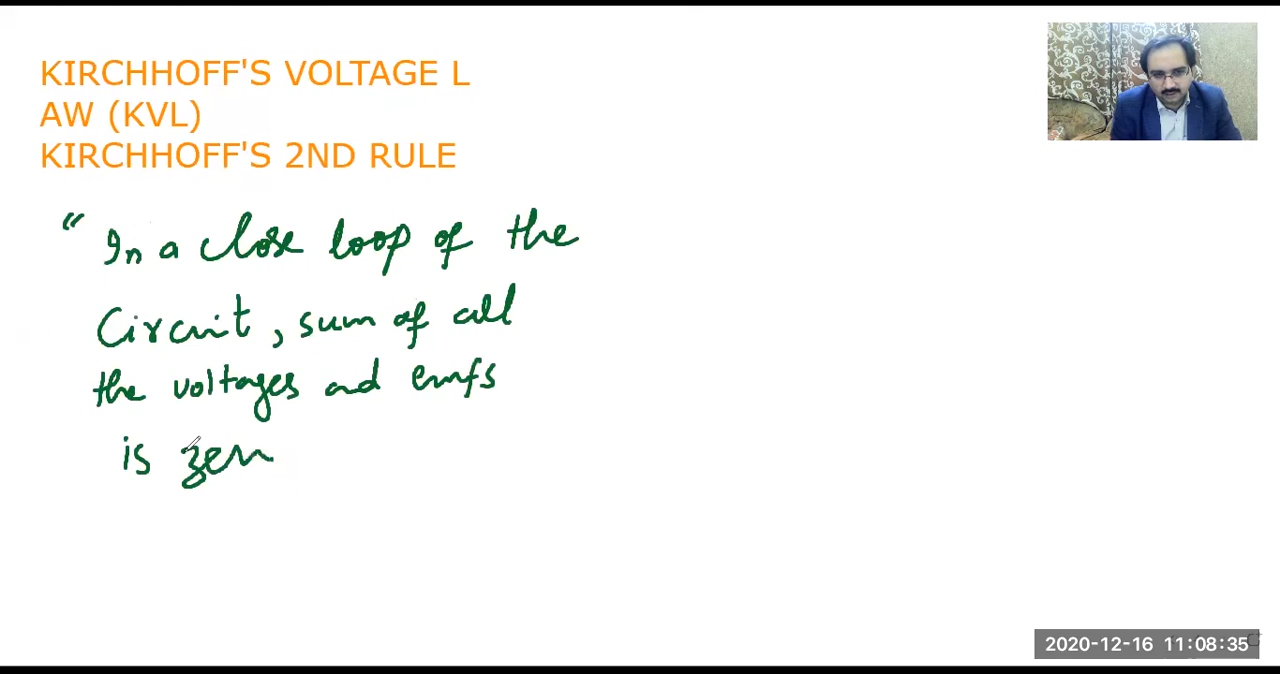 KIRCHHOFF'S VOLTAGE L
AW (KVL)
KIRCHHOFF'S 2ND RULE
“ In a close loop of the
Circuit, sum of all
the voltages and emfs
is zer
2020-12-16 11:08:35